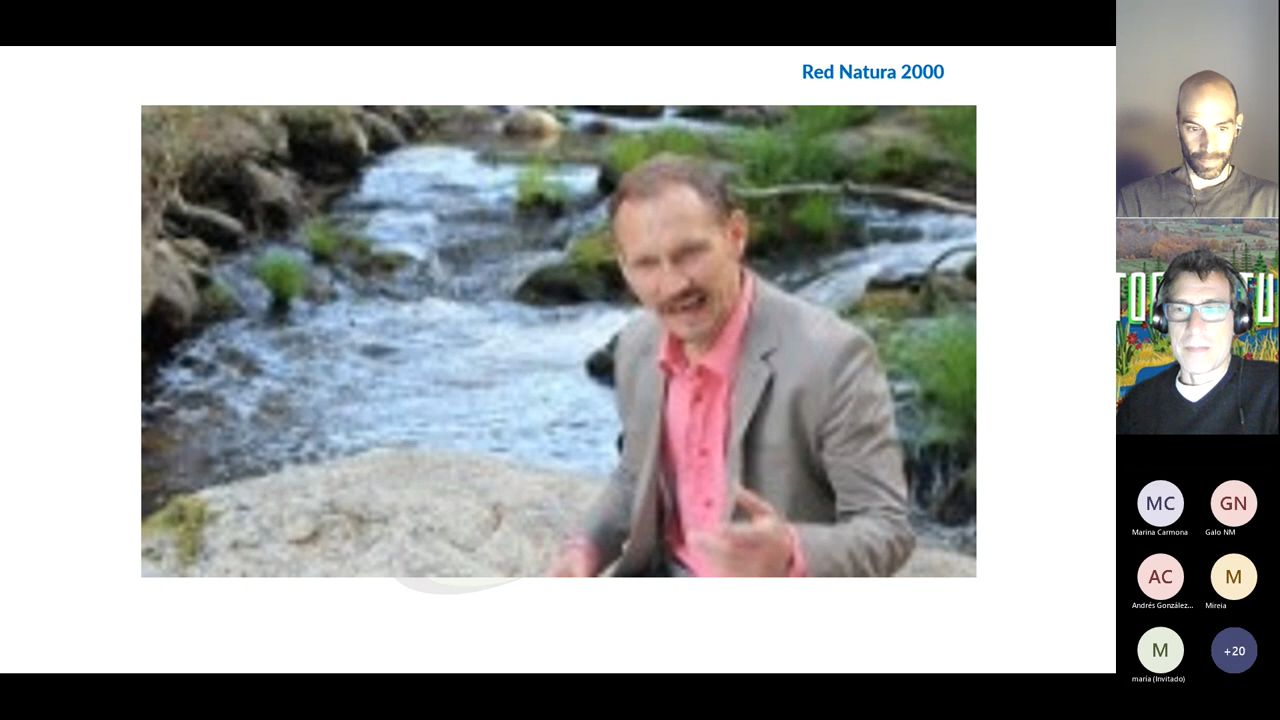 Red Natura 2000
MC
GN
Marina Carmona
Galo NM
AC
M
Andrés González...
Mireia
M
+20
maría (Invitado)